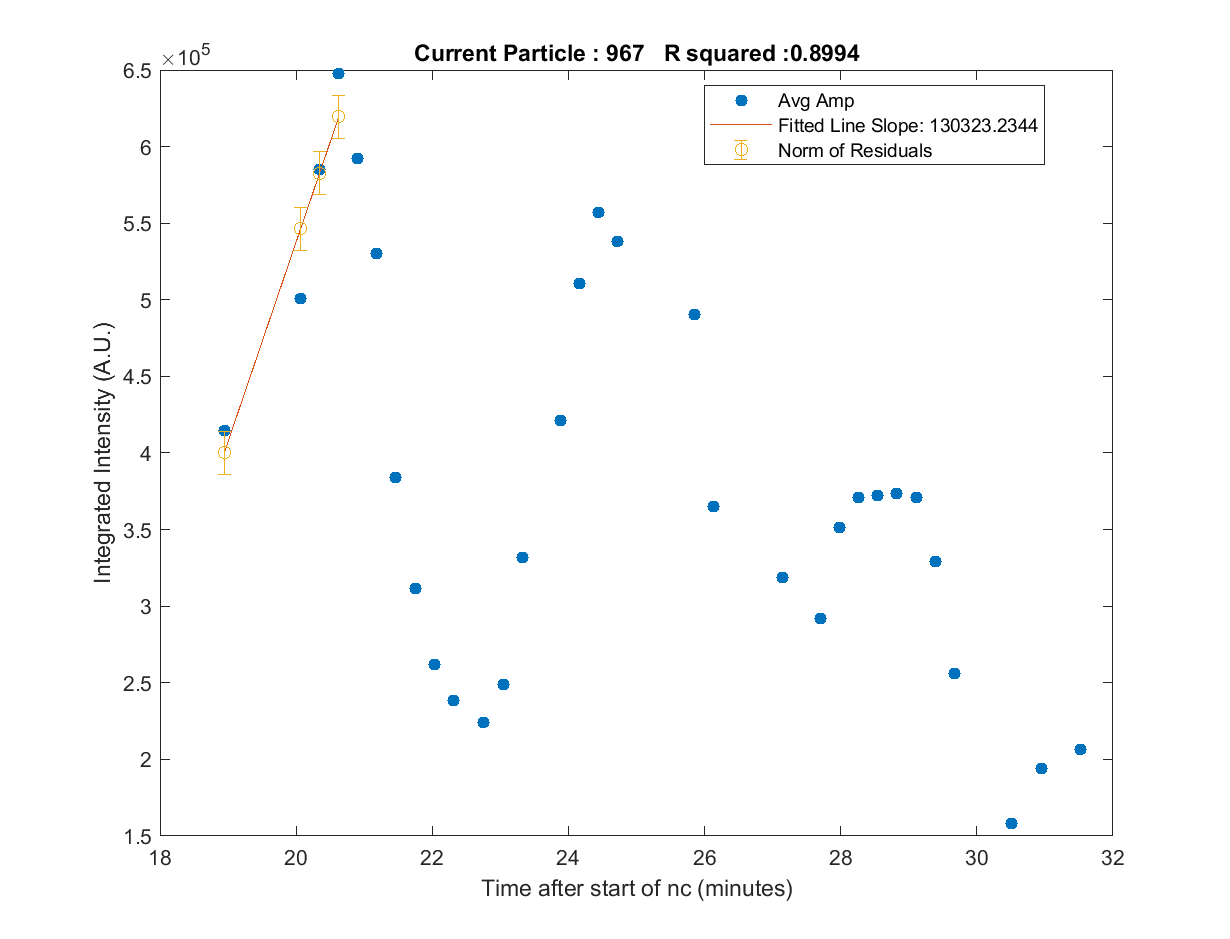 Current Particle : 967 R squared :0.8994
×10^5
6.5
6
5.5
5
4.5
4
3.5
3
2.5
2
1.5
Integrated Intensity (A.U.)
Avg Amp
Fitted Line Slope: 130323.2344
Norm of Residuals
18 20 22 24 26 28 30 32
Time after start of nc (minutes)